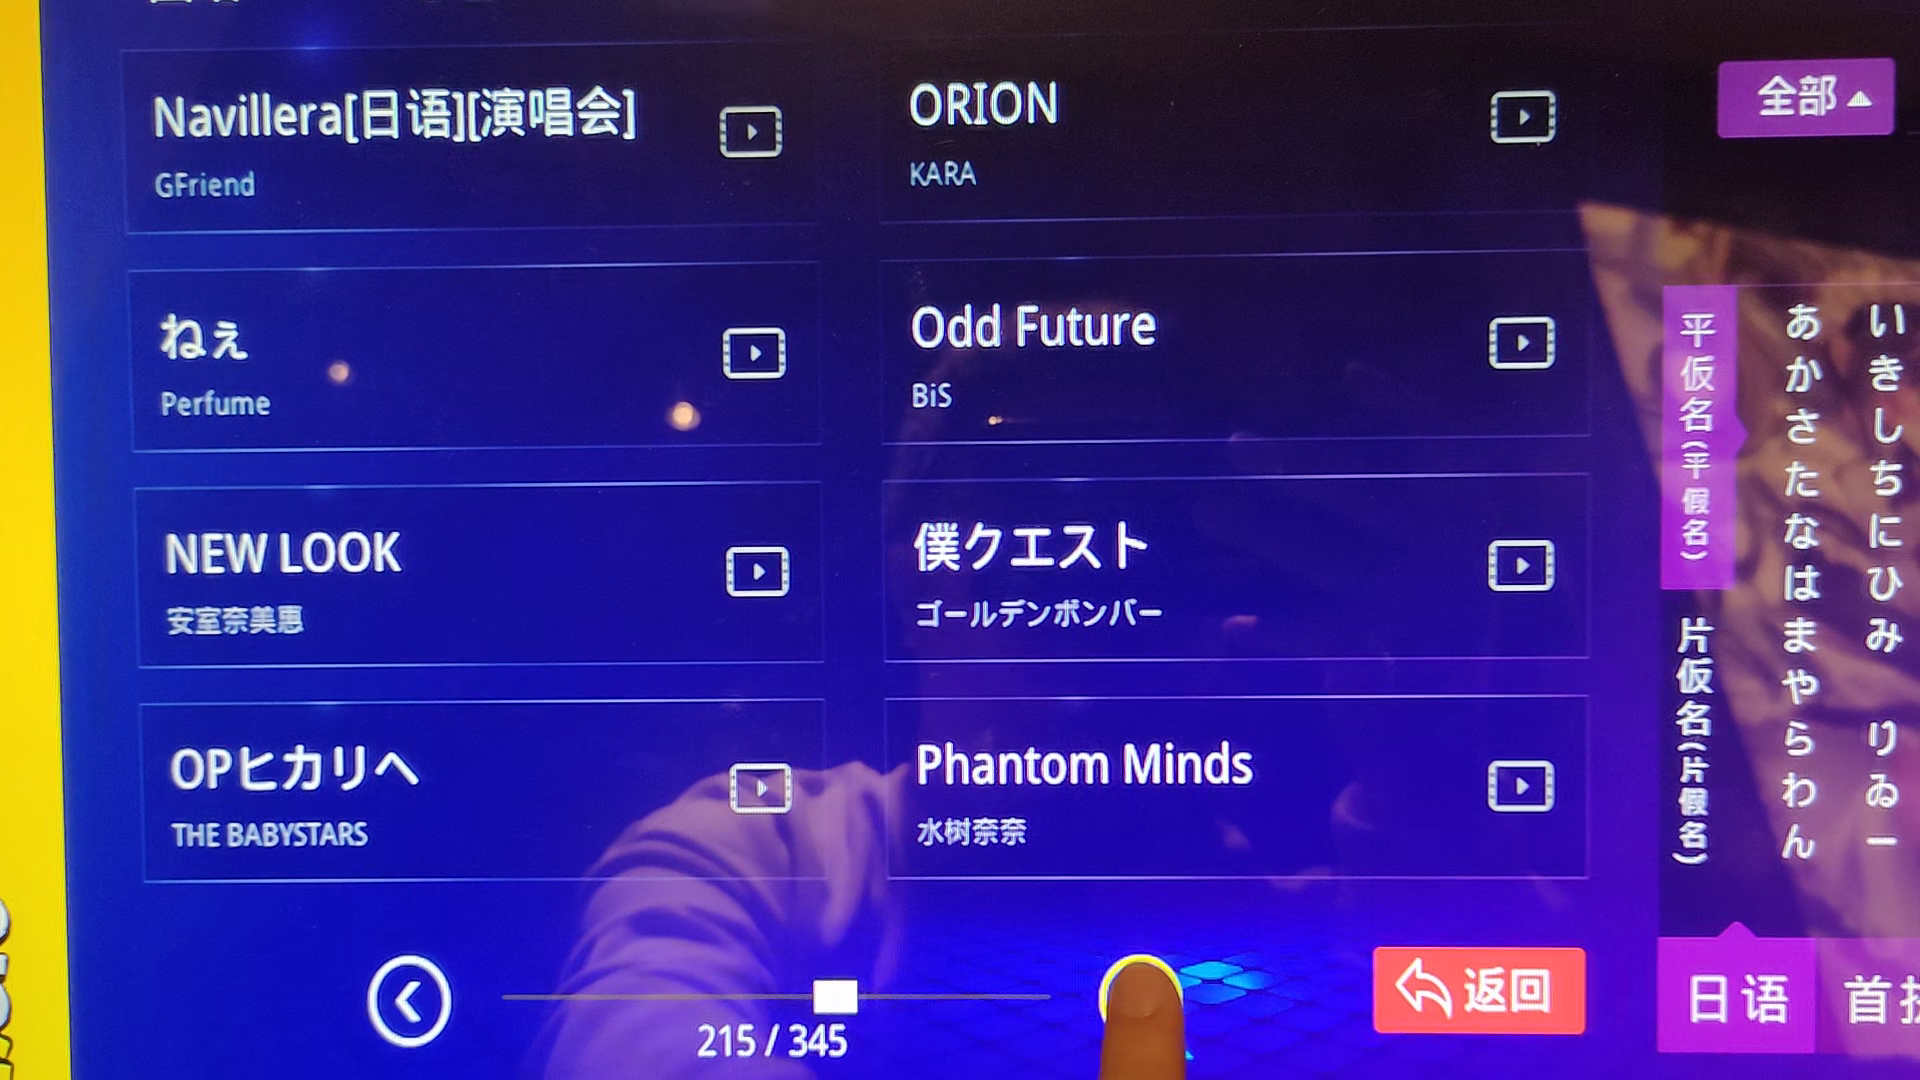 Navillera[日语][演唱会]
GFriend
ORION
KARA
ねぇ
Perfume
Odd Future
BiS
NEW LOOK
安室奈美惠
僕クエスト
ゴールデンボンバー
OPヒカリへ
THE BABYSTARS
Phantom Minds
水树奈奈
215 / 345
返回
全部
平仮名(平假名)
片仮名(片假名)
あかさたなはまやらわん
いきしちにひみ りゐー
日语
首